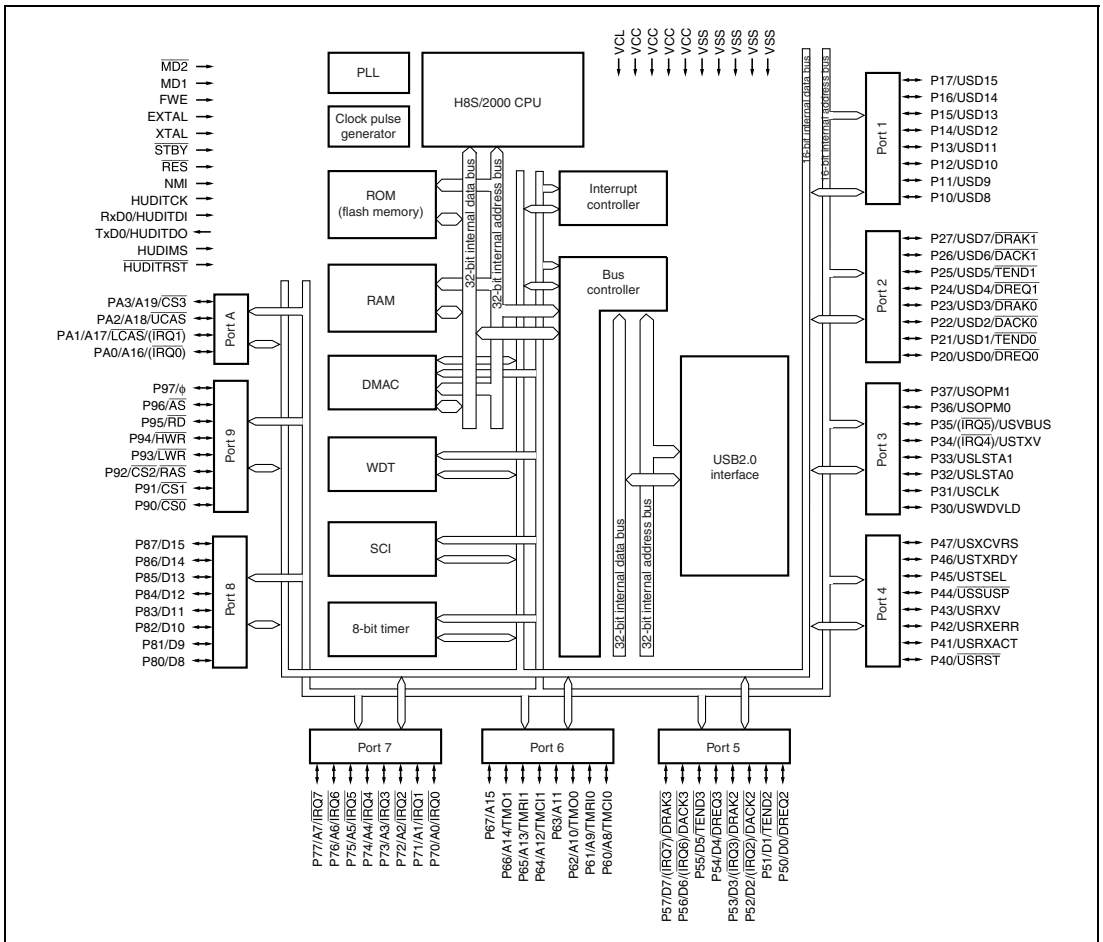 VCL
VCC
VCC
VCC
VCC
VSS
VSS
VSS
VSS
VSS
MD2
MD1
FWE
EXTAL
XTAL
STBY
RES
NMI
HUDITCK
RxD0/HUDITDI
TxD0/HUDITDO
HUDIMS
HUDITRST
PA3/A19/CS3
PA2/A18/UCAS
PA1/A17/LCAS/(IRQ1)
PA0/A16/(IRQ0)
Port A
P97/ϕ
P96/AS
P95/RD
P94/HWR
P93/LWR
P92/CS2/RAS
P91/CS1
P90/CS0
Port 9
P87/D15
P86/D14
P85/D13
P84/D12
P83/D11
P82/D10
P81/D9
P80/D8
Port 8
PLL
Clock pulse
generator
H8S/2000 CPU
ROM
(flash memory)
RAM
DMAC
WDT
SCI
8-bit timer
32-bit internal data bus
32-bit internal address bus
Interrupt
controller
Bus
controller
32-bit internal data bus
32-bit internal address bus
USB2.0
interface
16-bit internal data bus
16-bit internal address bus
Port 1
P17/USD15
P16/USD14
P15/USD13
P14/USD12
P13/USD11
P12/USD10
P11/USD9
P10/USD8
Port 2
P27/USD7/DRAK1
P26/USD6/DACK1
P25/USD5/TEND1
P24/USD4/DREQ1
P23/USD3/DRAK0
P22/USD2/DACK0
P21/USD1/TEND0
P20/USD0/DREQ0
Port 3
P37/USOPM1
P36/USOPM0
P35/(IRQ5)/USVBUS
P34/(IRQ4)/USTXV
P33/USLSTA1
P32/USLSTA0
P31/USCLK
P30/USWDVLD
Port 4
P47/USXCVRS
P46/USTXRDY
P45/USTSEL
P44/USSUSP
P43/USRXV
P42/USRXERR
P41/USRXACT
P40/USRST
Port 7
P77/A7/IRQ7
P76/A6/IRQ6
P75/A5/IRQ5
P74/A4/IRQ4
P73/A3/IRQ3
P72/A2/IRQ2
P71/A1/IRQ1
P70/A0/IRQ0
Port 6
P67/A15
P66/A14/TMO1
P65/A13/TMRI1
P64/A12/TMCI1
P63/A11
P62/A10/TMO0
P61/A9/TMRI0
P60/A8/TMCI0
Port 5
P57/D7/(IRQ7)/DRAK3
P56/D6/(IRQ6)/DACK3
P55/D5/TEND3
P54/D4/DREQ3
P53/D3/(IRQ3)/DRAK2
P52/D2/(IRQ2)/DACK2
P51/D1/TEND2
P50/D0/DREQ2